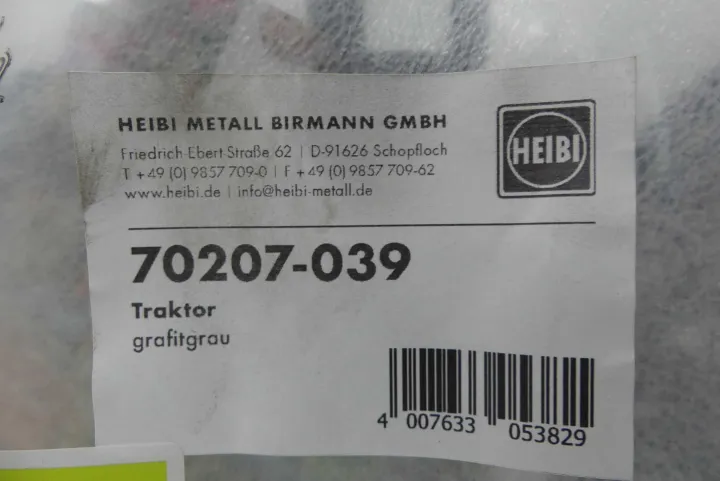 HEIBI METALL BIRMANN GMBH
Friedrich-Ebert-Straße 62 | D-91626 Schopfloch
T +49 (0) 9857 709-0 | F +49 (0) 9857 709-62
www.heibi.de | info@heibi-metall.de
HEIBI
70207-039
Traktor
grafitgrau
4 007633 053829